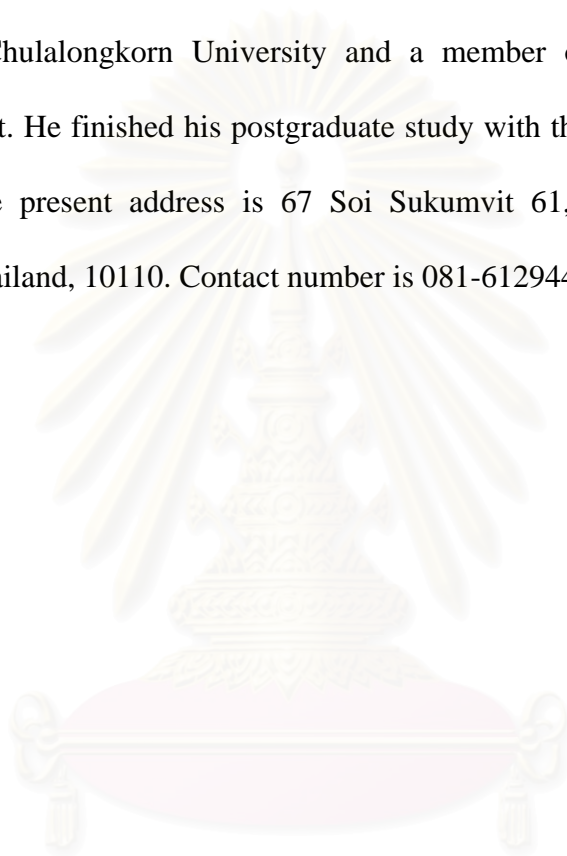 Chulalongkorn University and a member
t. He finished his postgraduate study with
present address is 67 Soi Sukumvit 61,
ailand, 10110. Contact number is 081-612944